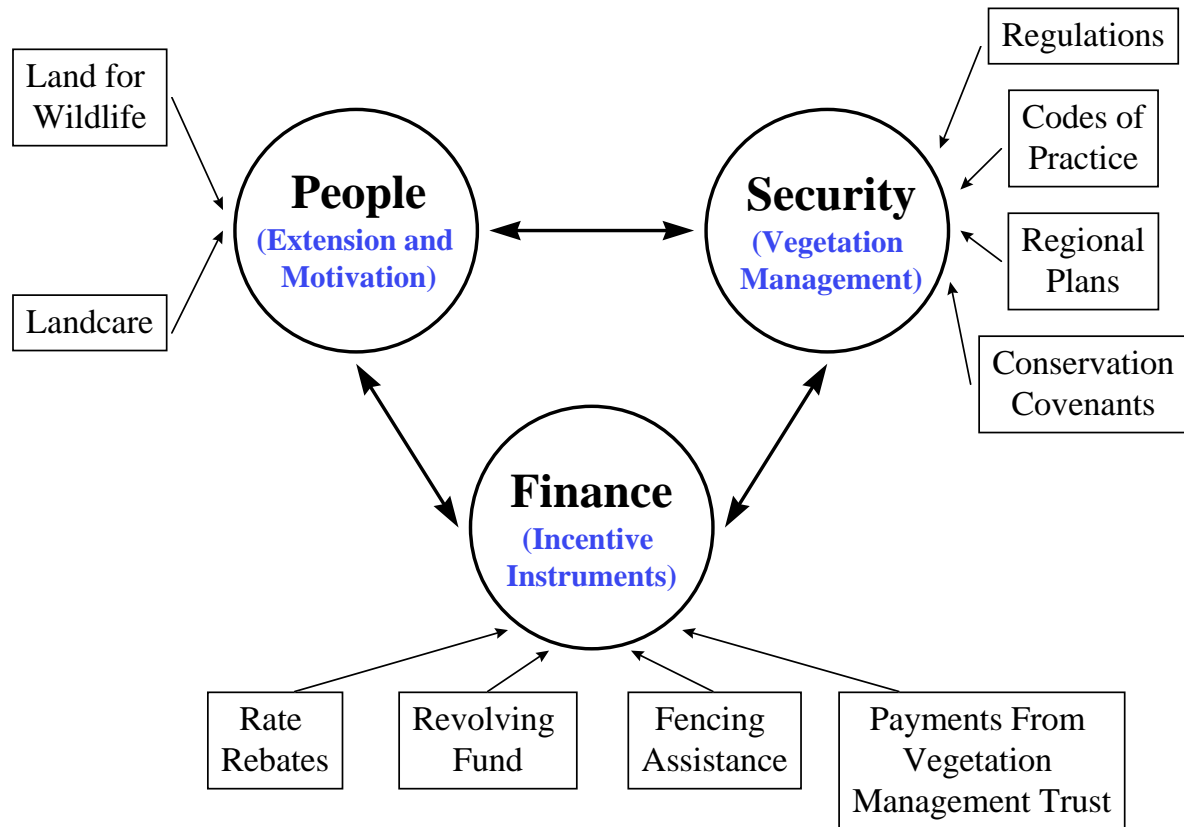 Regulations
Land for
Wildlife
Codes of
Practice
People
(Extension and
Motivation)
Security
(Vegetation
Management)
Regional
Plans
Landcare
Conservation
Covenants
Finance
(Incentive
Instruments)
Rate
Rebates
Revolving
Fund
Fencing
Assistance
Payments From
Vegetation
Management Trust